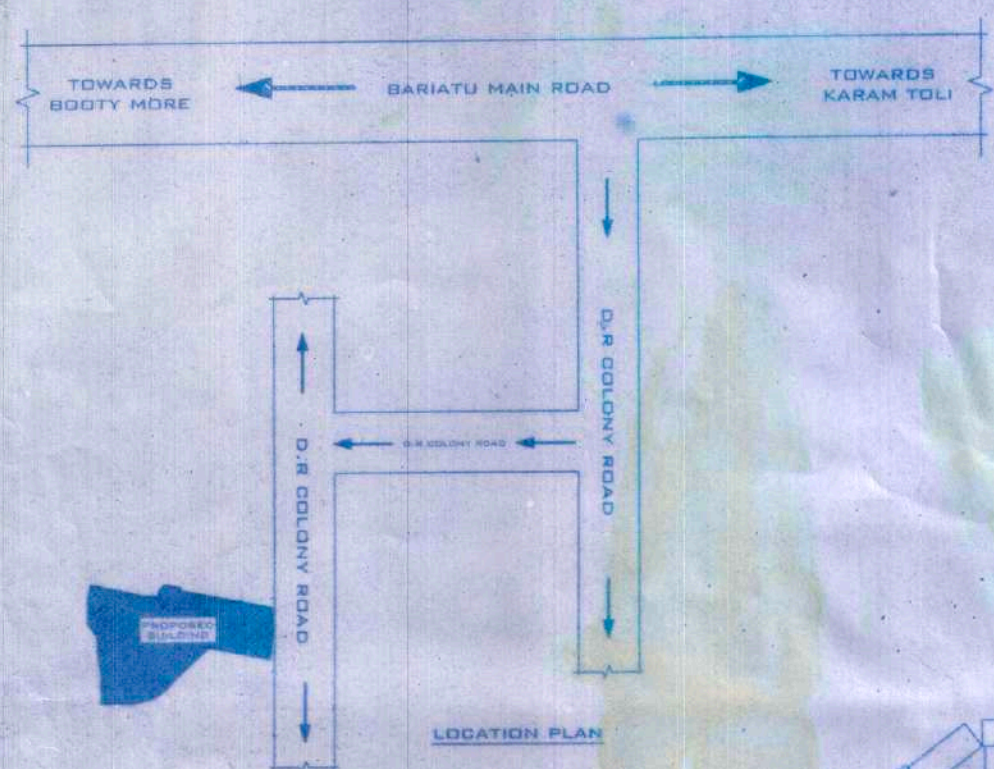 TOWARDS
BOOTY MORE
BARIATU MAIN ROAD
TOWARDS
KARAM TOLI
D.R COLONY ROAD
D.R COLONY ROAD
D.R COLONY ROAD
PROPOSED
BUILDING
LOCATION PLAN